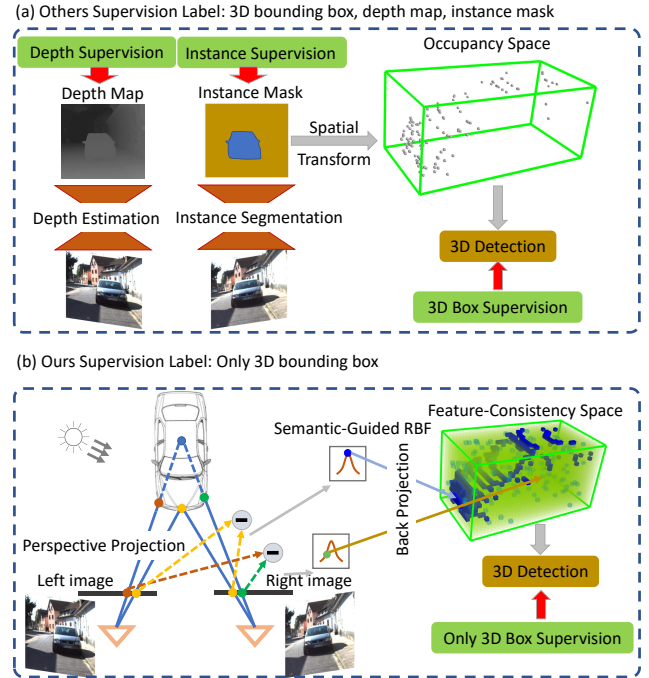 (a) Others Supervision Label: 3D bounding box, depth map, instance mask
Depth Supervision
Instance Supervision
Occupancy Space
Depth Map
Instance Mask
Spatial
Transform
Depth Estimation
Instance Segmentation
3D Detection
3D Box Supervision
(b) Ours Supervision Label: Only 3D bounding box
Feature-Consistency Space
Semantic-Guided RBF
Back Projection
Perspective Projection
Left image
Right image
3D Detection
Only 3D Box Supervision